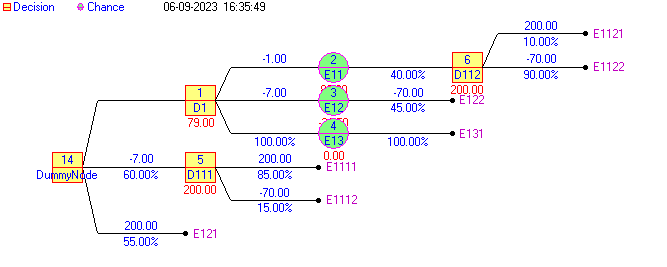 Decision Chance 06-09-2023 16:35:49
200.00 E1121
10.00%
-1.00 2 6 -70.00 E1122
E11 40.00% D112 90.00%
200.00
1 -7.00 3 -70.00 E122
D1 E12 45.00%
79.00
4 E131
100.00% E13 100.00%
0.00
14 -7.00 5 200.00 E1111
DummyNode 60.00% D111 85.00%
200.00
-70.00 E1112
15.00%
200.00 E121
55.00%